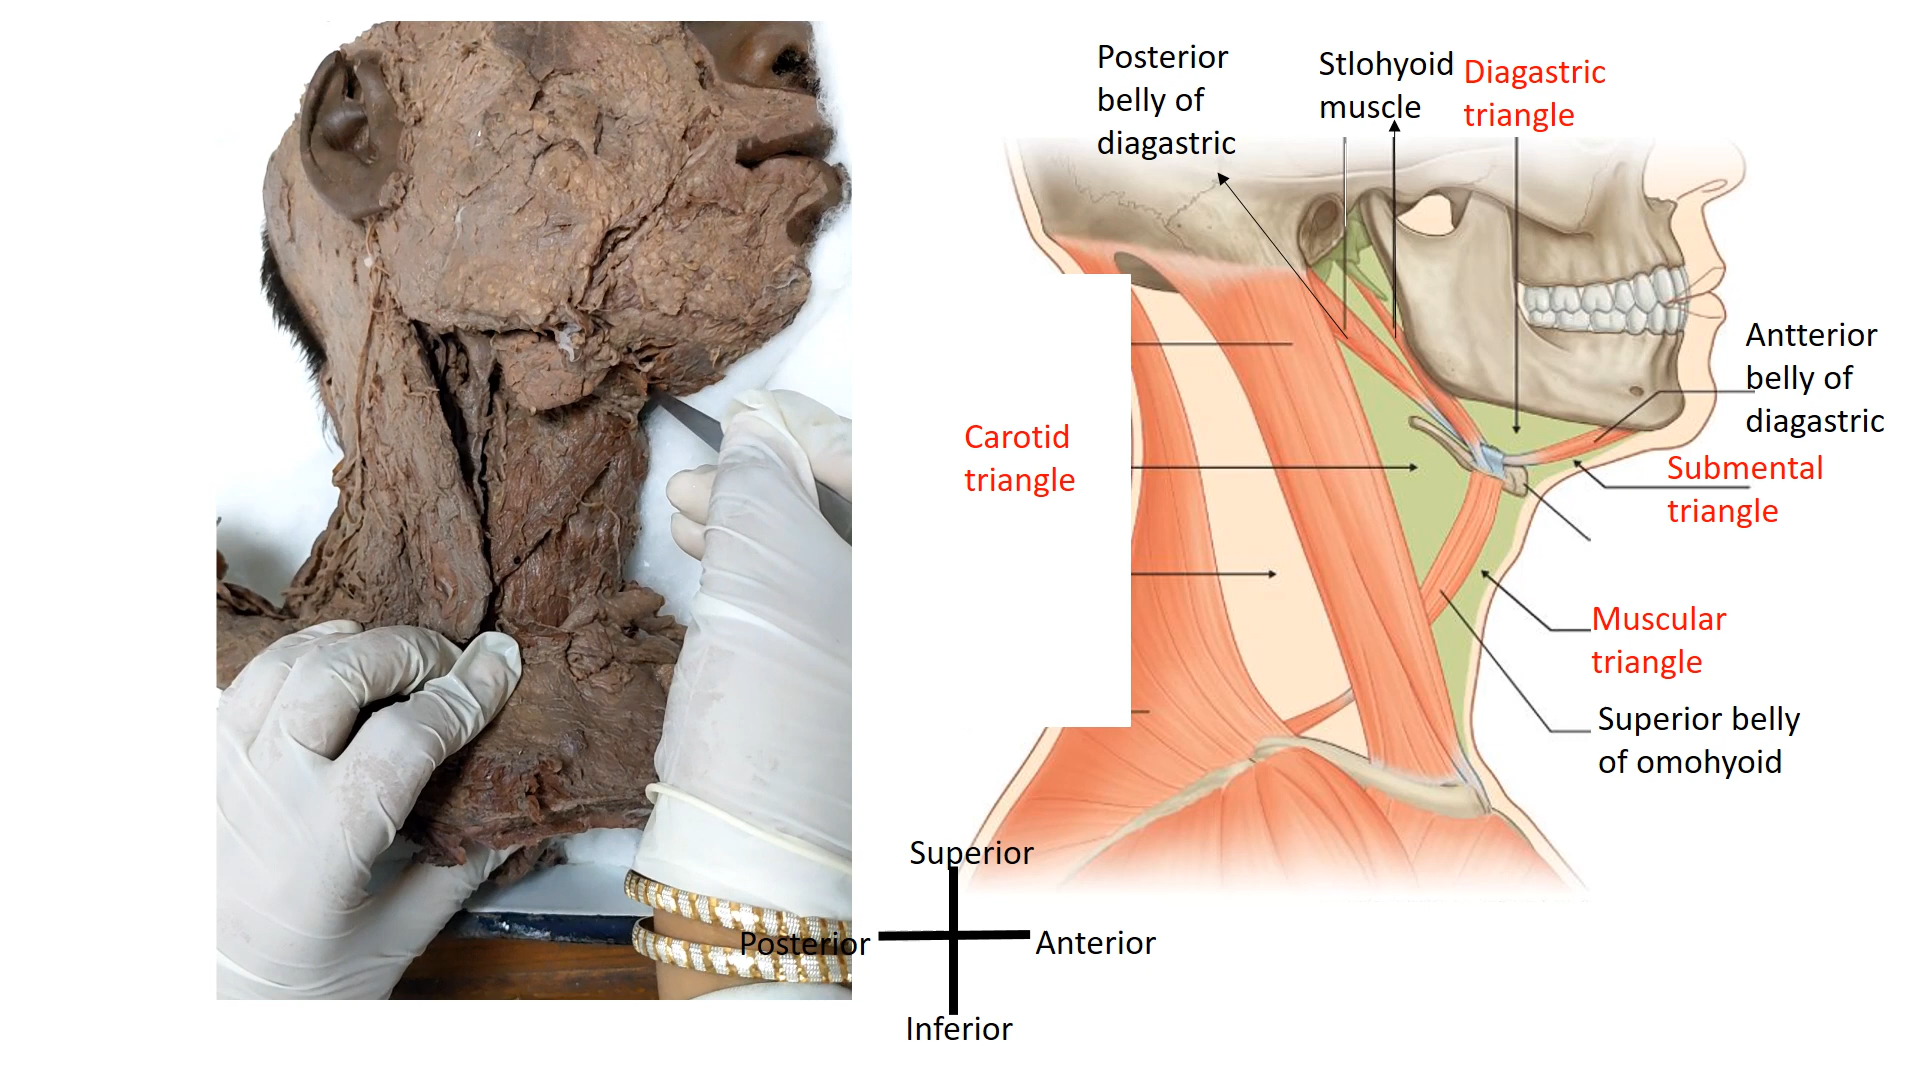 Posterior
belly of
diagastric
Stlohyoid
muscle
Diagastric
triangle
Antterior
belly of
diagastric
Carotid
triangle
Submental
triangle
Muscular
triangle
Superior belly
of omohyoid
Superior
Posterior
Anterior
Inferior